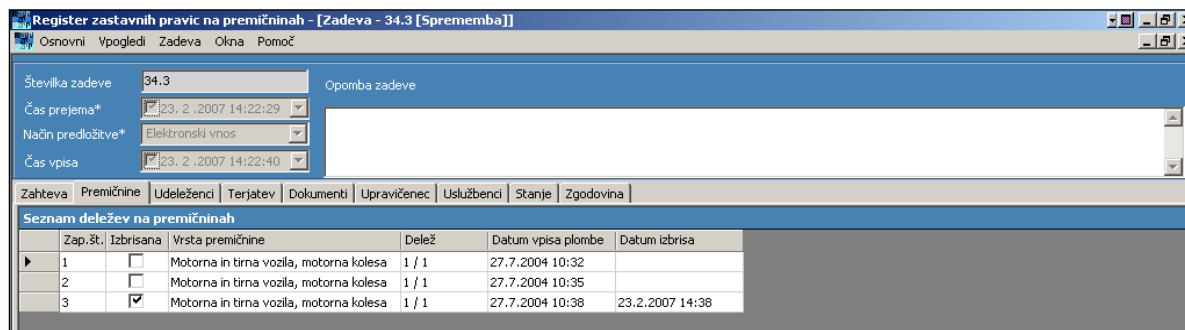 Register zastavnih pravic na premičninah - [Zadeva - 34.3 [Sprememba]]
Osnovni Vpogledi Zadeva Okna Pomoč
Številka zadeve 34.3 Opomba zadeve
Čas prejema* 23. 2 .2007 14:22:29
Način predložitve* Elektronski vnos
Čas vpisa 23. 2 .2007 14:22:40
Zahteva Premičnine Udeleženci Terjatev Dokumenti Upravičenec Uslužbenci Stanje Zgodovina
Seznam deležev na premičninah
Zap.št. Izbrisana Vrsta premičnine Delež Datum vpisa plombe Datum izbrisa
1 Motorna in tirna vozila, motorna kolesa 1 / 1 27.7.2004 10:32
2 Motorna in tirna vozila, motorna kolesa 1 / 1 27.7.2004 10:35
3 Motorna in tirna vozila, motorna kolesa 1 / 1 27.7.2004 10:38 23.2.2007 14:38